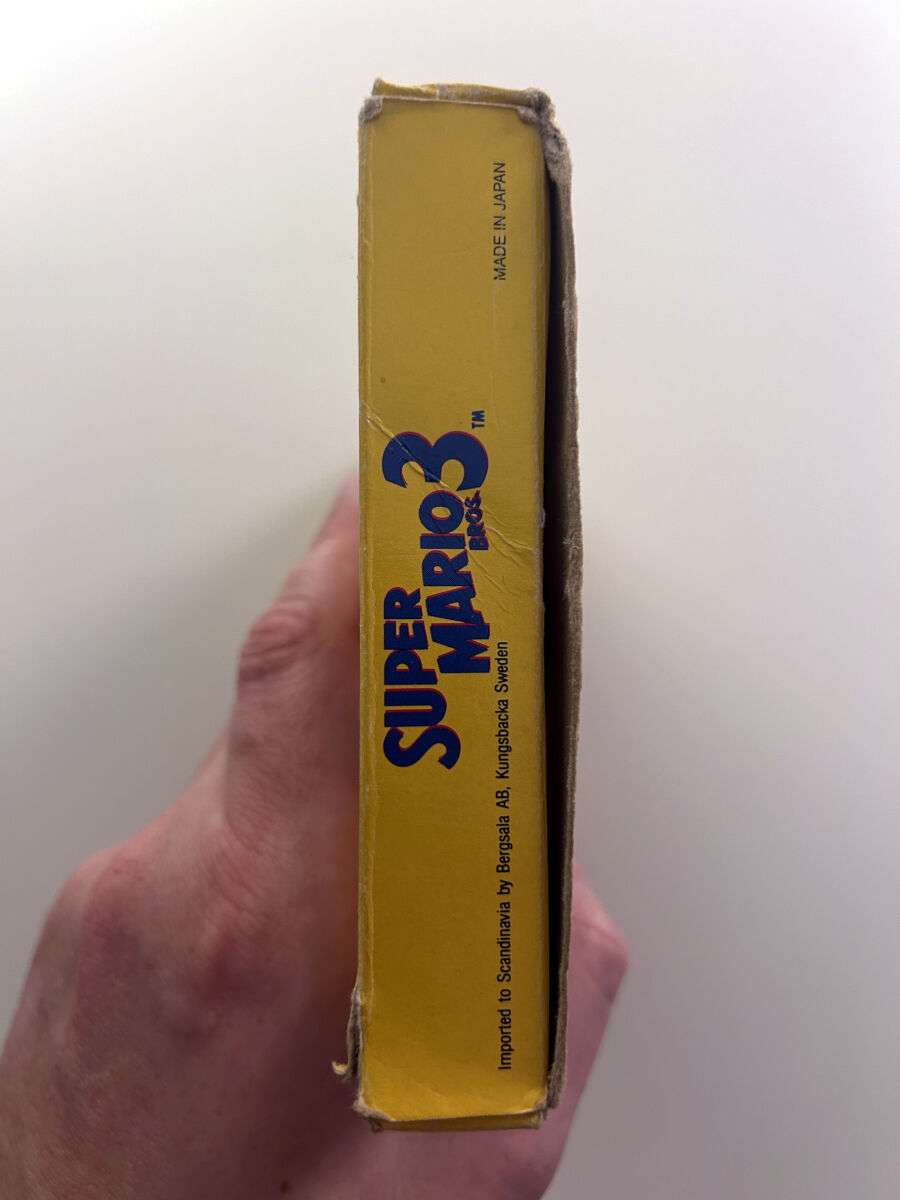 SUPER
MARIO
BROS. 3™
MADE IN JAPAN
Imported to Scandinavia by Bergsala AB, Kungsbacka Sweden